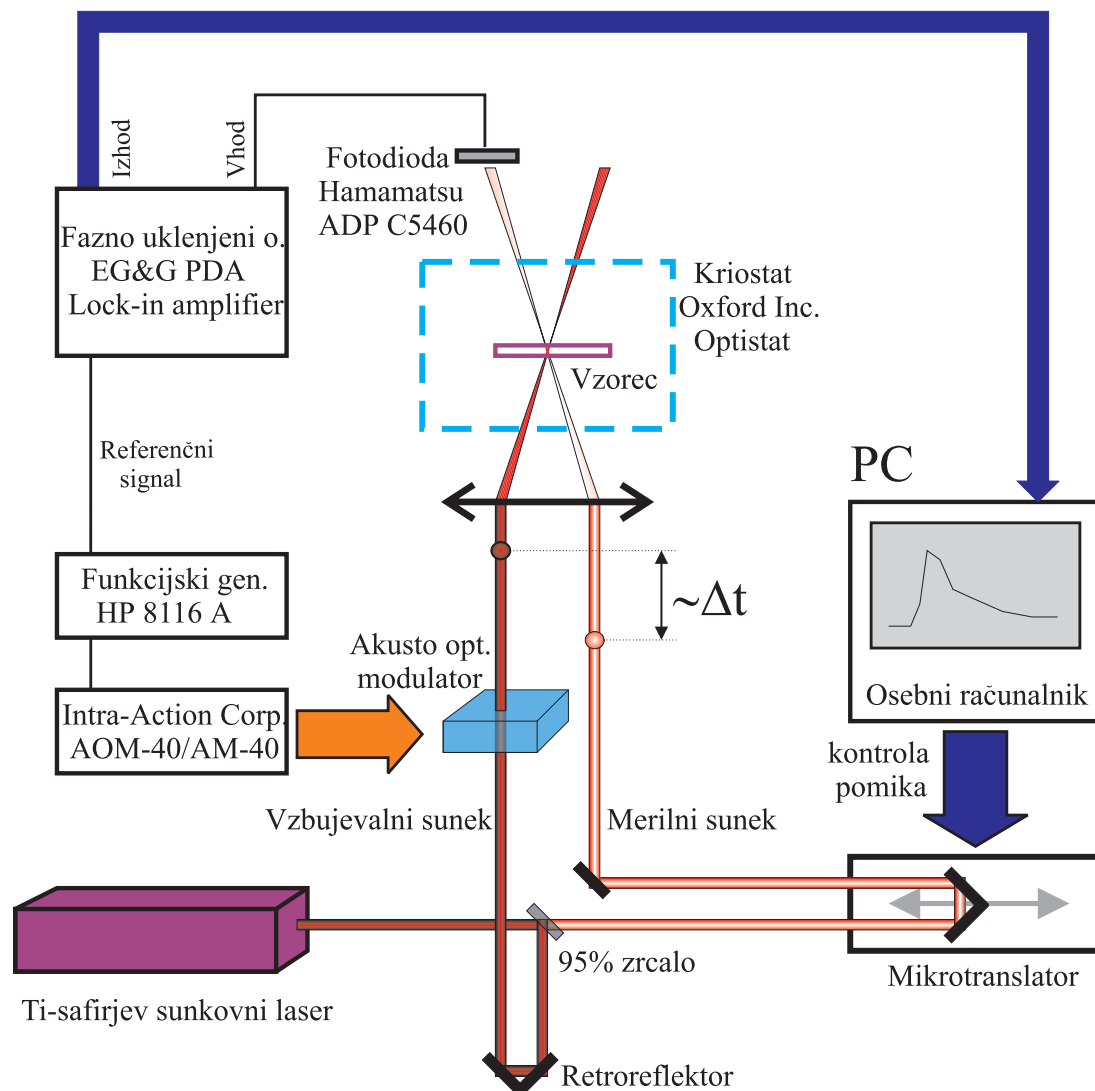 Izhod
Vhod
Fotodioda
Hamamatsu
ADP C5460
Fazno uklenjeni o.
EG&G PDA
Lock-in amplifier
Kriostat
Oxford Inc.
Optistat
Vzorec
Referenčni
signal
PC
Funkcijski gen.
HP 8116 A
~Δt
Akusto opt.
modulator
Osebni računalnik
Intra-Action Corp.
AOM-40/AM-40
kontrola
pomika
Vzbujevalni sunek
Merilni sunek
95% zrcalo
Mikrotranslator
Ti-safirjev sunkovni laser
Retroreflektor